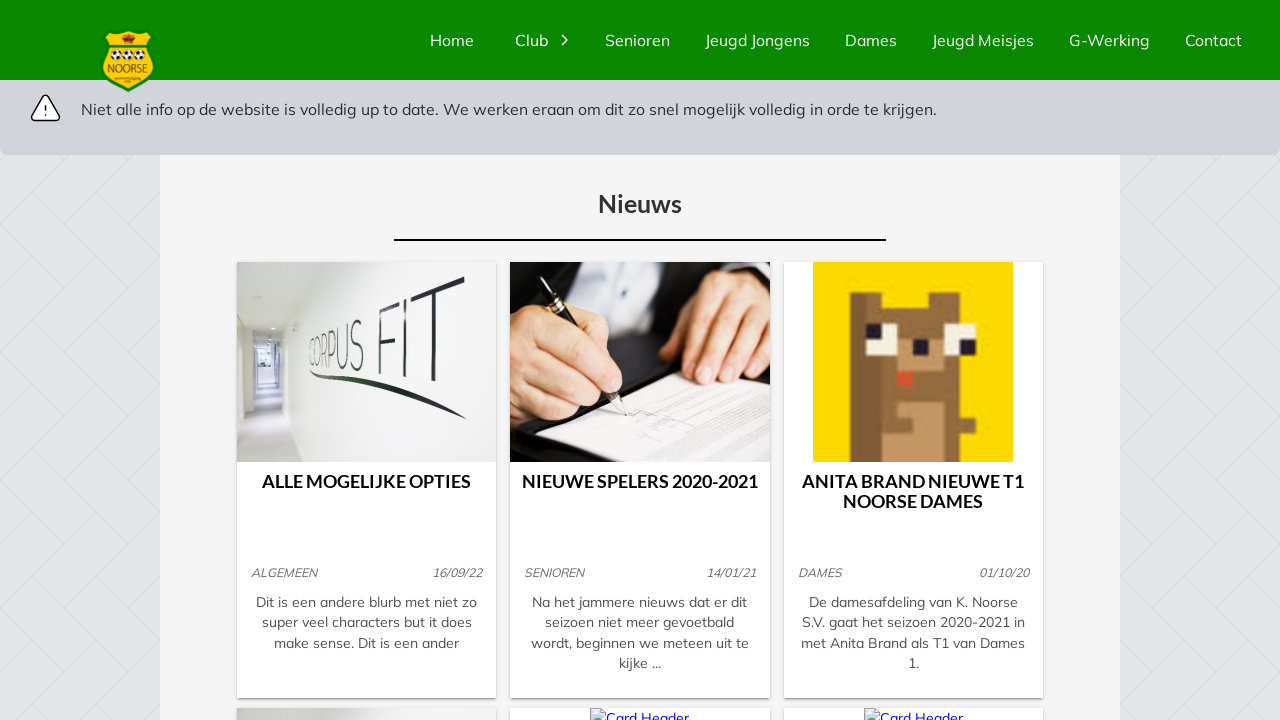 NOORSE
Home
Club
Senioren
Jeugd Jongens
Dames
Jeugd Meisjes
G-Werking
Contact
Niet alle info op de website is volledig up to date. We werken eraan om dit zo snel mogelijk volledig in orde te krijgen.
Nieuws
CORPUS FIT
ALLE MOGELIJKE OPTIES
ALGEMEEN 16/09/22
Dit is een andere blurb met niet zo
super veel characters but it does
make sense. Dit is een ander
NIEUWE SPELERS 2020-2021
SENIOREN 14/01/21
Na het jammere nieuws dat er dit
seizoen niet meer gevoetbald
wordt, beginnen we meteen uit te
kijke ...
ANITA BRAND NIEUWE T1
NOORSE DAMES
DAMES 01/10/20
De damesafdeling van K. Noorse
S.V. gaat het seizoen 2020-2021 in
met Anita Brand als T1 van Dames
1.
Card Header
Card Header